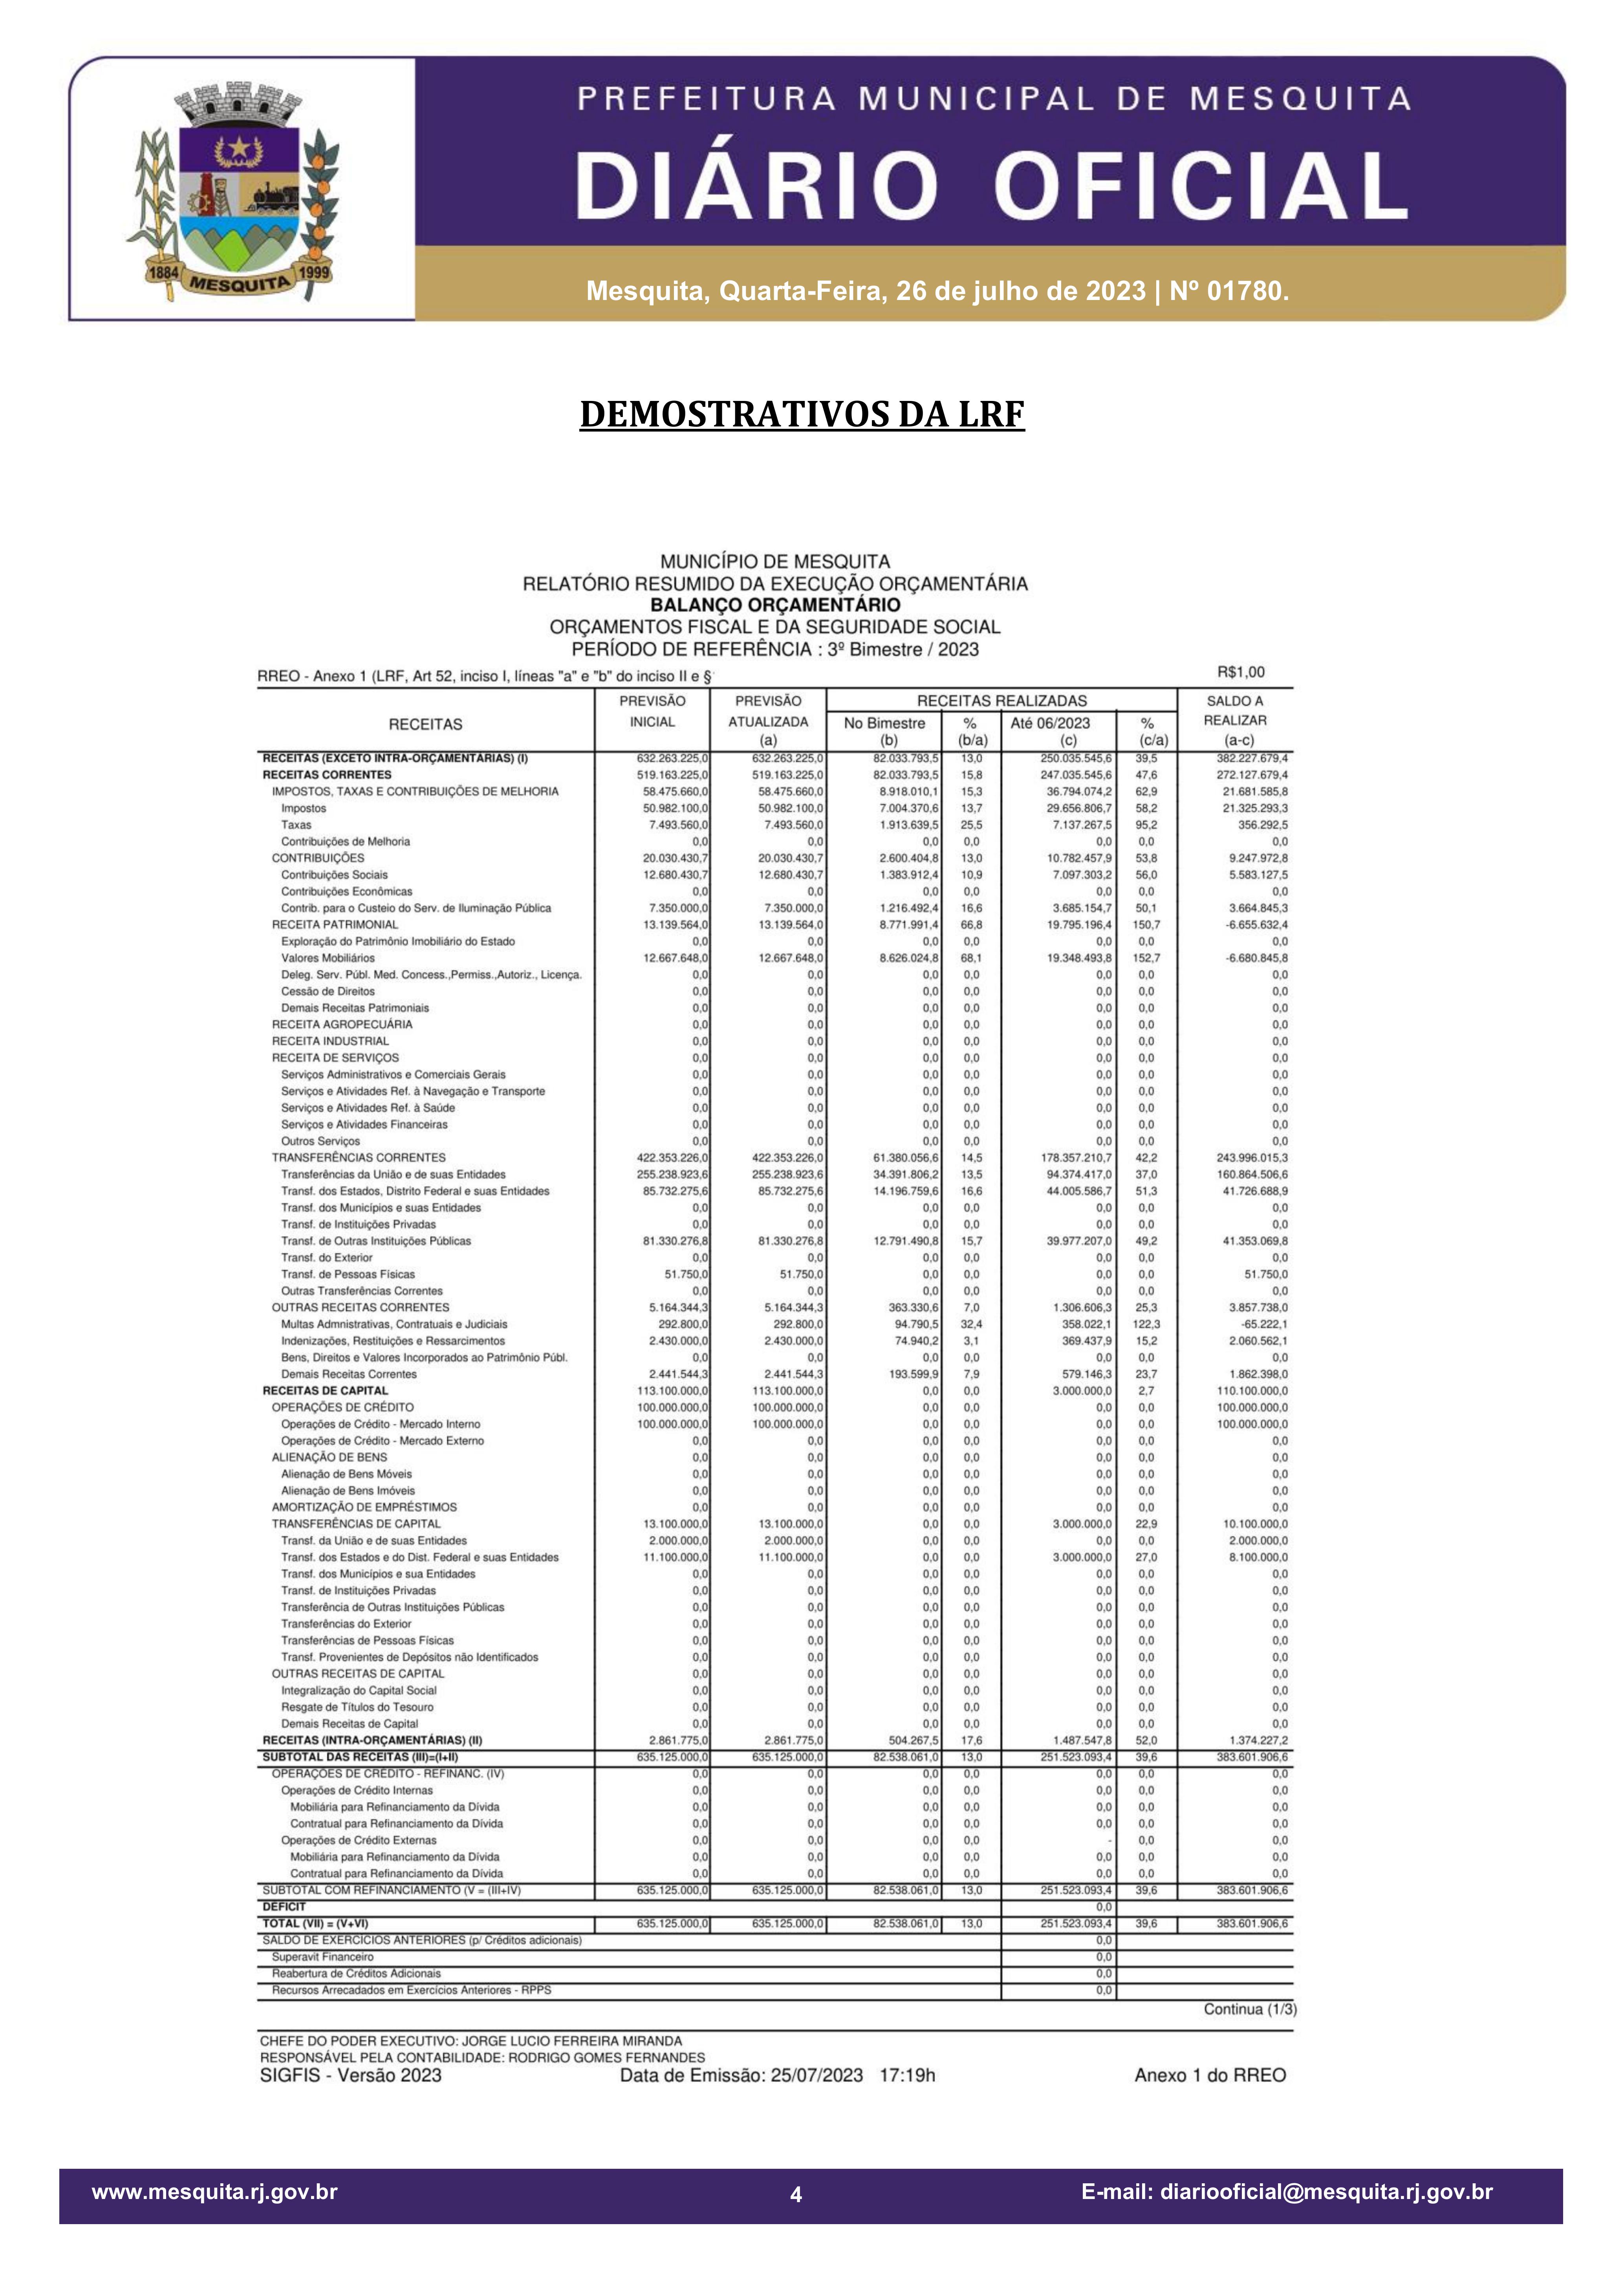 PREFEITURA MUNICIPAL DE MESQUITA
DIÁRIO OFICIAL
1884 MESQUITA 1999
Mesquita, Quarta-Feira, 26 de julho de 2023 | Nº 01780.
DEMOSTRATIVOS DA LRF
MUNICÍPIO DE MESQUITA
RELATÓRIO RESUMIDO DA EXECUÇÃO ORÇAMENTÁRIA
BALANÇO ORÇAMENTÁRIO
ORÇAMENTOS FISCAL E DA SEGURIDADE SOCIAL
PERÍODO DE REFERÊNCIA : 3º Bimestre / 2023
RREO - Anexo 1 (LRF, Art 52, inciso I, líneas "a" e "b" do inciso II e § R$1,00
PREVISÃO PREVISÃO RECEITAS REALIZADAS SALDO A
RECEITAS INICIAL ATUALIZADA No Bimestre % Até 06/2023 % REALIZAR
(a) (b) (b/a) (c) (c/a) (a-c)
RECEITAS (EXCETO INTRA-ORÇAMENTÁRIAS) (I) 632.263.225,0 632.263.225,0 82.033.793,5 13,0 250.035.545,6 39,5 382.227.679,4
RECEITAS CORRENTES 519.163.225,0 519.163.225,0 82.033.793,5 15,8 247.035.545,6 47,6 272.127.679,4
IMPOSTOS, TAXAS E CONTRIBUIÇÕES DE MELHORIA 58.475.660,0 58.475.660,0 8.918.010,1 15,3 36.794.074,2 62,9 21.681.585,8
Impostos 50.982.100,0 50.982.100,0 7.004.370,6 13,7 29.656.806,7 58,2 21.325.293,3
Taxas 7.493.560,0 7.493.560,0 1.913.639,5 25,5 7.137.267,5 95,2 356.292,5
Contribuições de Melhoria 0,0 0,0 0,0 0,0 0,0 0,0 0,0
CONTRIBUIÇÕES 20.030.430,7 20.030.430,7 2.600.404,8 13,0 10.782.457,9 53,8 9.247.972,8
Contribuições Sociais 12.680.430,7 12.680.430,7 1.383.912,4 10,9 7.097.303,2 56,0 5.583.127,5
Contribuições Econômicas 0,0 0,0 0,0 0,0 0,0 0,0 0,0
Contrib. para o Custeio do Serv. de Iluminação Pública 7.350.000,0 7.350.000,0 1.216.492,4 16,6 3.685.154,7 50,1 3.664.845,3
RECEITA PATRIMONIAL 13.139.564,0 13.139.564,0 8.771.991,4 66,8 19.795.196,4 150,7 -6.655.632,4
Exploração do Patrimônio Imobiliário do Estado 0,0 0,0 0,0 0,0 0,0 0,0 0,0
Valores Mobiliários 12.667.648,0 12.667.648,0 8.626.024,8 68,1 19.348.493,8 152,7 -6.680.845,8
Deleg. Serv. Públ. Med. Concess.,Permiss.,Autoriz., Licença. 0,0 0,0 0,0 0,0 0,0 0,0 0,0
Cessão de Direitos 0,0 0,0 0,0 0,0 0,0 0,0 0,0
Demais Receitas Patrimoniais 0,0 0,0 0,0 0,0 0,0 0,0 0,0
RECEITA AGROPECUÁRIA 0,0 0,0 0,0 0,0 0,0 0,0 0,0
RECEITA INDUSTRIAL 0,0 0,0 0,0 0,0 0,0 0,0 0,0
RECEITA DE SERVIÇOS 0,0 0,0 0,0 0,0 0,0 0,0 0,0
Serviços Administrativos e Comerciais Gerais 0,0 0,0 0,0 0,0 0,0 0,0 0,0
Serviços e Atividades Ref. à Navegação e Transporte 0,0 0,0 0,0 0,0 0,0 0,0 0,0
Serviços e Atividades Ref. à Saúde 0,0 0,0 0,0 0,0 0,0 0,0 0,0
Serviços e Atividades Financeiras 0,0 0,0 0,0 0,0 0,0 0,0 0,0
Outros Serviços 0,0 0,0 0,0 0,0 0,0 0,0 0,0
TRANSFERÊNCIAS CORRENTES 422.353.226,0 422.353.226,0 61.380.056,6 14,5 178.357.210,7 42,2 243.996.015,3
Transferências da União e de suas Entidades 255.238.923,6 255.238.923,6 34.391.806,2 13,5 94.374.417,0 37,0 160.864.506,6
Transf. dos Estados, Distrito Federal e suas Entidades 85.732.275,6 85.732.275,6 14.196.759,6 16,6 44.005.586,7 51,3 41.726.688,9
Transf. dos Municípios e suas Entidades 0,0 0,0 0,0 0,0 0,0 0,0 0,0
Transf. de Instituições Privadas 0,0 0,0 0,0 0,0 0,0 0,0 0,0
Transf. de Outras Instituições Públicas 81.330.276,8 81.330.276,8 12.791.490,8 15,7 39.977.207,0 49,2 41.353.069,8
Transf. do Exterior 0,0 0,0 0,0 0,0 0,0 0,0 0,0
Transf. de Pessoas Físicas 51.750,0 51.750,0 0,0 0,0 0,0 0,0 51.750,0
Outras Transferências Correntes 0,0 0,0 0,0 0,0 0,0 0,0 0,0
OUTRAS RECEITAS CORRENTES 5.164.344,3 5.164.344,3 363.330,6 7,0 1.306.606,3 25,3 3.857.738,0
Multas Admnistrativas, Contratuais e Judiciais 292.800,0 292.800,0 94.790,5 32,4 358.022,1 122,3 -65.222,1
Indenizações, Restituições e Ressarcimentos 2.430.000,0 2.430.000,0 74.940,2 3,1 369.437,9 15,2 2.060.562,1
Bens, Direitos e Valores Incorporados ao Patrimônio Públ. 0,0 0,0 0,0 0,0 0,0 0,0 0,0
Demais Receitas Correntes 2.441.544,3 2.441.544,3 193.599,9 7,9 579.146,3 23,7 1.862.398,0
RECEITAS DE CAPITAL 113.100.000,0 113.100.000,0 0,0 0,0 3.000.000,0 2,7 110.100.000,0
OPERAÇÕES DE CRÉDITO 100.000.000,0 100.000.000,0 0,0 0,0 0,0 0,0 100.000.000,0
Operações de Crédito - Mercado Interno 100.000.000,0 100.000.000,0 0,0 0,0 0,0 0,0 100.000.000,0
Operações de Crédito - Mercado Externo 0,0 0,0 0,0 0,0 0,0 0,0 0,0
ALIENAÇÃO DE BENS 0,0 0,0 0,0 0,0 0,0 0,0 0,0
Alienação de Bens Móveis 0,0 0,0 0,0 0,0 0,0 0,0 0,0
Alienação de Bens Imóveis 0,0 0,0 0,0 0,0 0,0 0,0 0,0
AMORTIZAÇÃO DE EMPRÉSTIMOS 0,0 0,0 0,0 0,0 0,0 0,0 0,0
TRANSFERÊNCIAS DE CAPITAL 13.100.000,0 13.100.000,0 0,0 0,0 3.000.000,0 22,9 10.100.000,0
Transf. da União e de suas Entidades 2.000.000,0 2.000.000,0 0,0 0,0 0,0 0,0 2.000.000,0
Transf. dos Estados e do Dist. Federal e suas Entidades 11.100.000,0 11.100.000,0 0,0 0,0 3.000.000,0 27,0 8.100.000,0
Transf. dos Municípios e sua Entidades 0,0 0,0 0,0 0,0 0,0 0,0 0,0
Transf. de Instituições Privadas 0,0 0,0 0,0 0,0 0,0 0,0 0,0
Transferência de Outras Instituições Públicas 0,0 0,0 0,0 0,0 0,0 0,0 0,0
Transferências do Exterior 0,0 0,0 0,0 0,0 0,0 0,0 0,0
Transferências de Pessoas Físicas 0,0 0,0 0,0 0,0 0,0 0,0 0,0
Transf. Provenientes de Depósitos não Identificados 0,0 0,0 0,0 0,0 0,0 0,0 0,0
OUTRAS RECEITAS DE CAPITAL 0,0 0,0 0,0 0,0 0,0 0,0 0,0
Integralização do Capital Social 0,0 0,0 0,0 0,0 0,0 0,0 0,0
Resgate de Títulos do Tesouro 0,0 0,0 0,0 0,0 0,0 0,0 0,0
Demais Receitas de Capital 0,0 0,0 0,0 0,0 0,0 0,0 0,0
RECEITAS (INTRA-ORÇAMENTÁRIAS) (II) 2.861.775,0 2.861.775,0 504.267,5 17,6 1.487.547,8 52,0 1.374.227,2
SUBTOTAL DAS RECEITAS (III)=(I+II) 635.125.000,0 635.125.000,0 82.538.061,0 13,0 251.523.093,4 39,6 383.601.906,6
OPERAÇÕES DE CRÉDITO - REFINANC. (IV) 0,0 0,0 0,0 0,0 0,0 0,0 0,0
Operações de Crédito Internas 0,0 0,0 0,0 0,0 0,0 0,0 0,0
Mobiliária para Refinanciamento da Dívida 0,0 0,0 0,0 0,0 0,0 0,0 0,0
Contratual para Refinanciamento da Dívida 0,0 0,0 0,0 0,0 0,0 0,0 0,0
Operações de Crédito Externas 0,0 0,0 0,0 0,0 - 0,0 0,0
Mobiliária para Refinanciamento da Dívida 0,0 0,0 0,0 0,0 0,0 0,0 0,0
Contratual para Refinanciamento da Dívida 0,0 0,0 0,0 0,0 0,0 0,0 0,0
SUBTOTAL COM REFINANCIAMENTO (V = (III+IV) 635.125.000,0 635.125.000,0 82.538.061,0 13,0 251.523.093,4 39,6 383.601.906,6
DÉFICIT 0,0
TOTAL (VII) = (V+VI) 635.125.000,0 635.125.000,0 82.538.061,0 13,0 251.523.093,4 39,6 383.601.906,6
SALDO DE EXERCÍCIOS ANTERIORES (p/ Créditos adicionais) 0,0
Superavit Financeiro 0,0
Reabertura de Créditos Adicionais 0,0
Recursos Arrecadados em Exercícios Anteriores - RPPS 0,0
Continua (1/3)
CHEFE DO PODER EXECUTIVO: JORGE LUCIO FERREIRA MIRANDA
RESPONSÁVEL PELA CONTABILIDADE: RODRIGO GOMES FERNANDES
SIGFIS - Versão 2023 Data de Emissão: 25/07/2023 17:19h Anexo 1 do RREO
www.mesquita.rj.gov.br 4 E-mail: diariooficial@mesquita.rj.gov.br